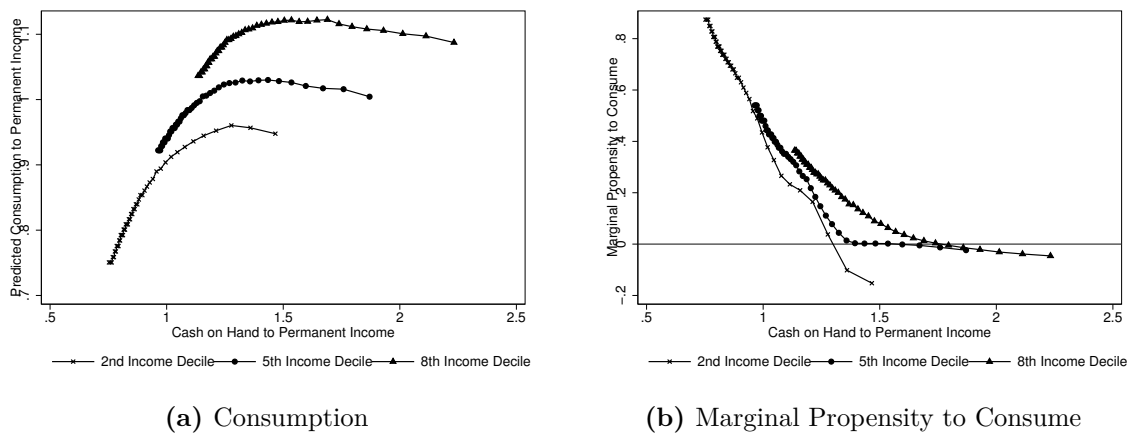 Predicted Consumption to Permanent Income
.7 .8 .9 1 1.1
.5 1 1.5 2 2.5
Cash on Hand to Permanent Income
2nd Income Decile 5th Income Decile 8th Income Decile
(a) Consumption
Marginal Propensity to Consume
-.2 0 .2 .4 .6 .8
.5 1 1.5 2 2.5
Cash on Hand to Permanent Income
2nd Income Decile 5th Income Decile 8th Income Decile
(b) Marginal Propensity to Consume